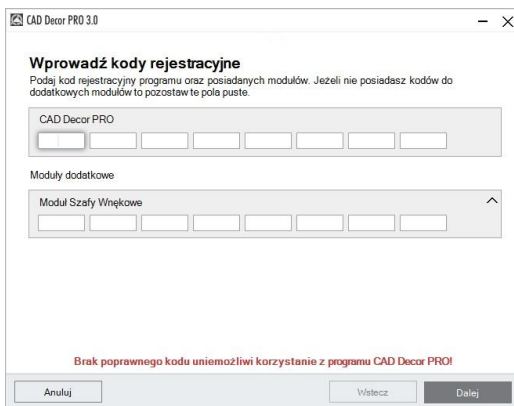 CAD Decor PRO 3.0
Wprowadź kody rejestracyjne
Podaj kod rejestracyjny programu oraz posiadanych modułów. Jeżeli nie posiadasz kodów do
dodatkowych modułów to pozostaw te pola puste.
CAD Decor PRO
Moduły dodatkowe
Moduł Szafy Wnękowe
Brak poprawnego kodu uniemożliwi korzystanie z programu CAD Decor PRO!
Anuluj
Wstecz
Dalej